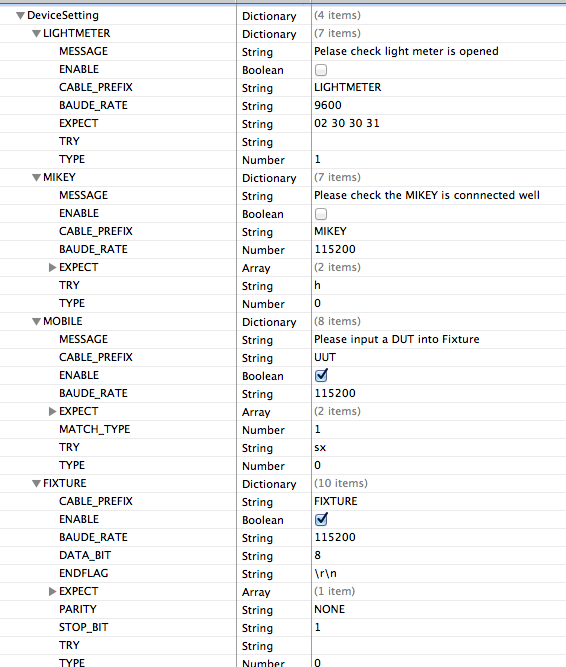 DeviceSetting Dictionary (4 items)
LIGHTMETER Dictionary (7 items)
MESSAGE String Pelase check light meter is opened
ENABLE Boolean
CABLE_PREFIX String LIGHTMETER
BAUDE_RATE String 9600
EXPECT String 02 30 30 31
TRY String
TYPE Number 1
MIKEY Dictionary (7 items)
MESSAGE String Please check the MIKEY is connnected well
ENABLE Boolean
CABLE_PREFIX String MIKEY
BAUDE_RATE Number 115200
EXPECT Array (2 items)
TRY String h
TYPE Number 0
MOBILE Dictionary (8 items)
MESSAGE String Please input a DUT into Fixture
CABLE_PREFIX String UUT
ENABLE Boolean
BAUDE_RATE String 115200
EXPECT Array (2 items)
MATCH_TYPE Number 1
TRY String sx
TYPE Number 0
FIXTURE Dictionary (10 items)
CABLE_PREFIX String FIXTURE
ENABLE Boolean
BAUDE_RATE String 115200
DATA_BIT String 8
ENDFLAG String \r\n
EXPECT Array (1 item)
PARITY String NONE
STOP_BIT String 1
TRY String
TYPE Number 0